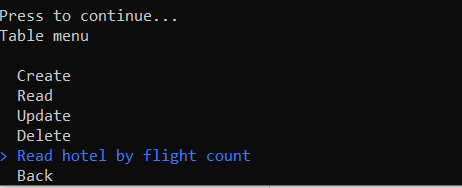 Press to continue...
Table menu
Create
Read
Update
Delete
> Read hotel by flight count
Back